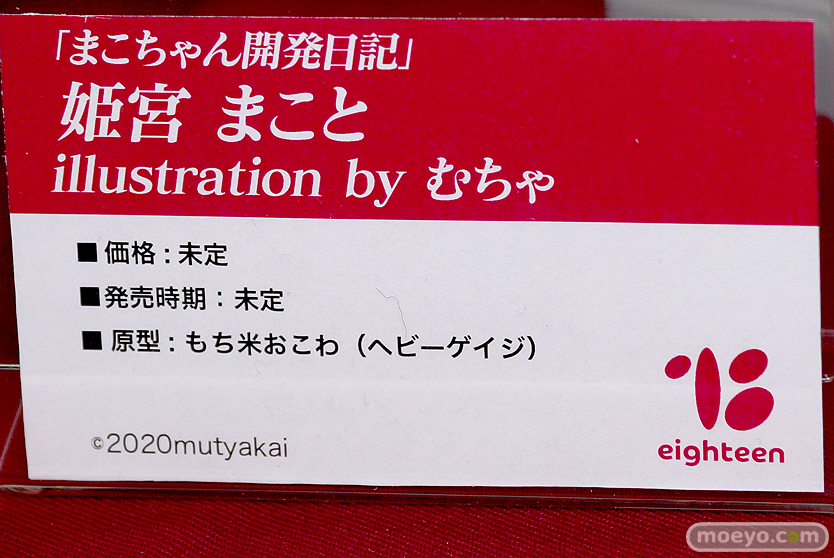 「まこちゃん開発日記」
姫宮 まこと
illustration by むちゃ
■価格：未定
■発売時期：未定
■原型：もち米おこわ（ヘビーゲイジ）
©2020mutyakai
eighteen
moeyo.com